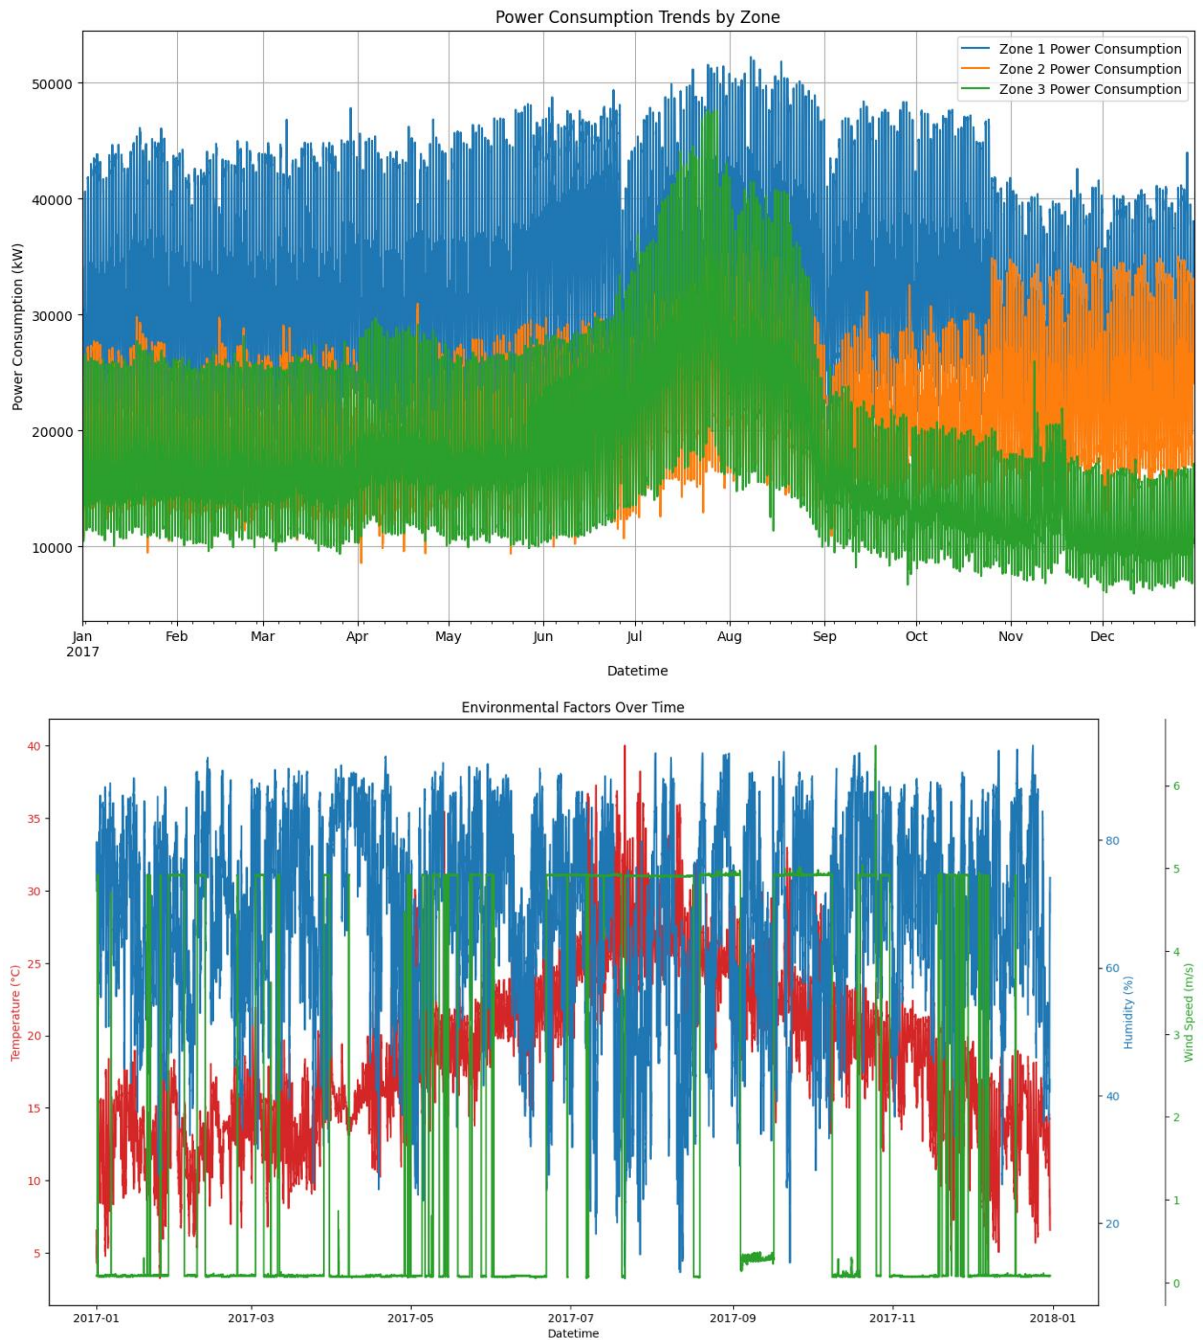 Power Consumption Trends by Zone
Zone 1 Power Consumption
Zone 2 Power Consumption
Zone 3 Power Consumption
50000
40000
30000
20000
10000
Power Consumption (kW)
Jan Feb Mar Apr May Jun Jul Aug Sep Oct Nov Dec
2017
Datetime
Environmental Factors Over Time
40
35
30
25
20
15
10
5
Temperature (°C)
80
60
40
20
Humidity (%)
6
5
4
3
2
1
0
Wind Speed (m/s)
2017-01 2017-03 2017-05 2017-07 2017-09 2017-11 2018-01
Datetime